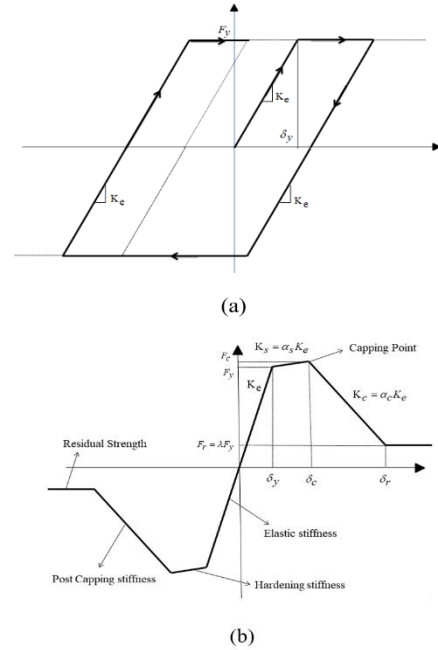 F_y
K_e
δ_y
K_e
K_e
(a)
K_s = α_s K_e
Capping Point
F_c
F_y
K_e
K_c = α_c K_e
F_r = λF_y
Residual Strength
δ_y
δ_c
δ_r
Elastic stiffness
Post Capping stiffness
Hardening stiffness
(b)